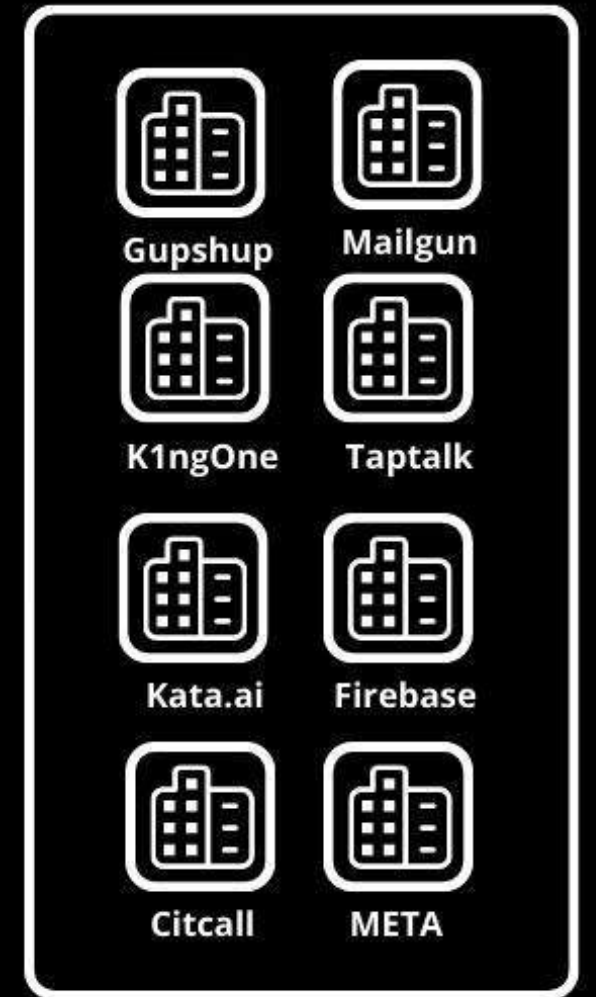 Gupshup
Mailgun
K1ngOne
Taptalk
Kata.ai
Firebase
Citcall
META